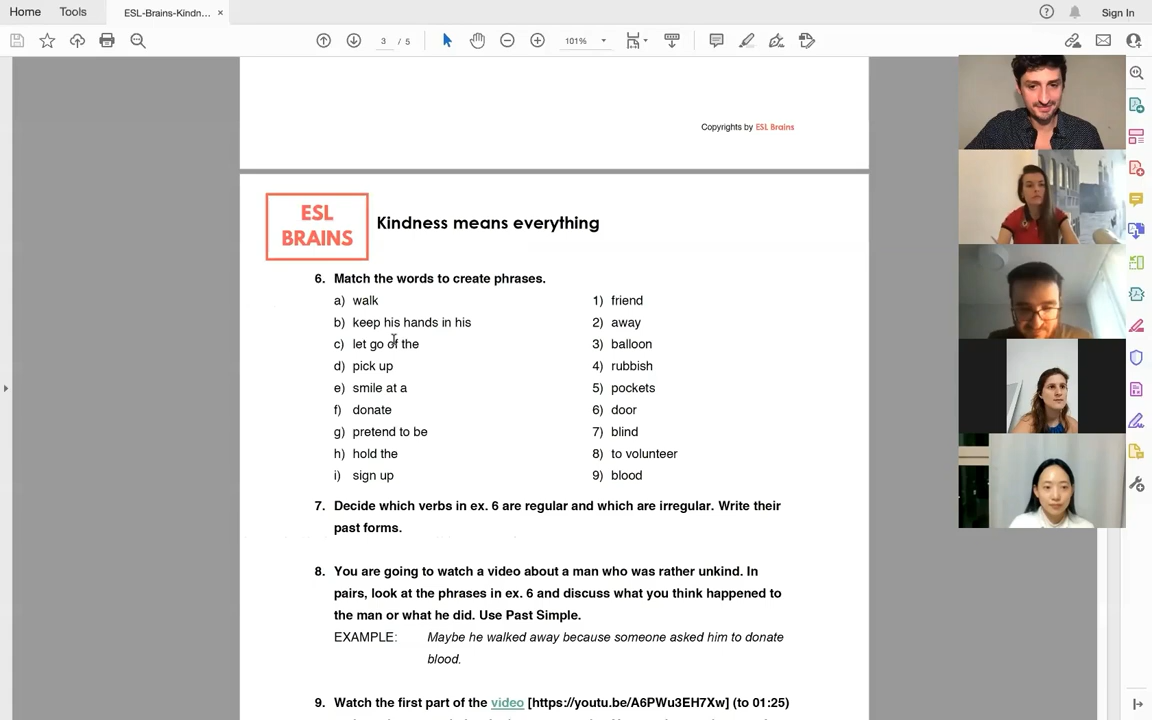 Home
Tools
ESL-Brains-Kindn...
Sign In
3 / 5
101%
Copyrights by ESL Brains
ESL
BRAINS
Kindness means everything
6. Match the words to create phrases.
a) walk
1) friend
b) keep his hands in his
2) away
c) let go of the
3) balloon
d) pick up
4) rubbish
e) smile at a
5) pockets
f) donate
6) door
g) pretend to be
7) blind
h) hold the
8) to volunteer
i) sign up
9) blood
7. Decide which verbs in ex. 6 are regular and which are irregular. Write their
past forms.
8. You are going to watch a video about a man who was rather unkind. In
pairs, look at the phrases in ex. 6 and discuss what you think happened to
the man or what he did. Use Past Simple.
EXAMPLE: Maybe he walked away because someone asked him to donate
blood.
9. Watch the first part of the video [https://youtu.be/A6PWu3EH7Xw] (to 01:25)